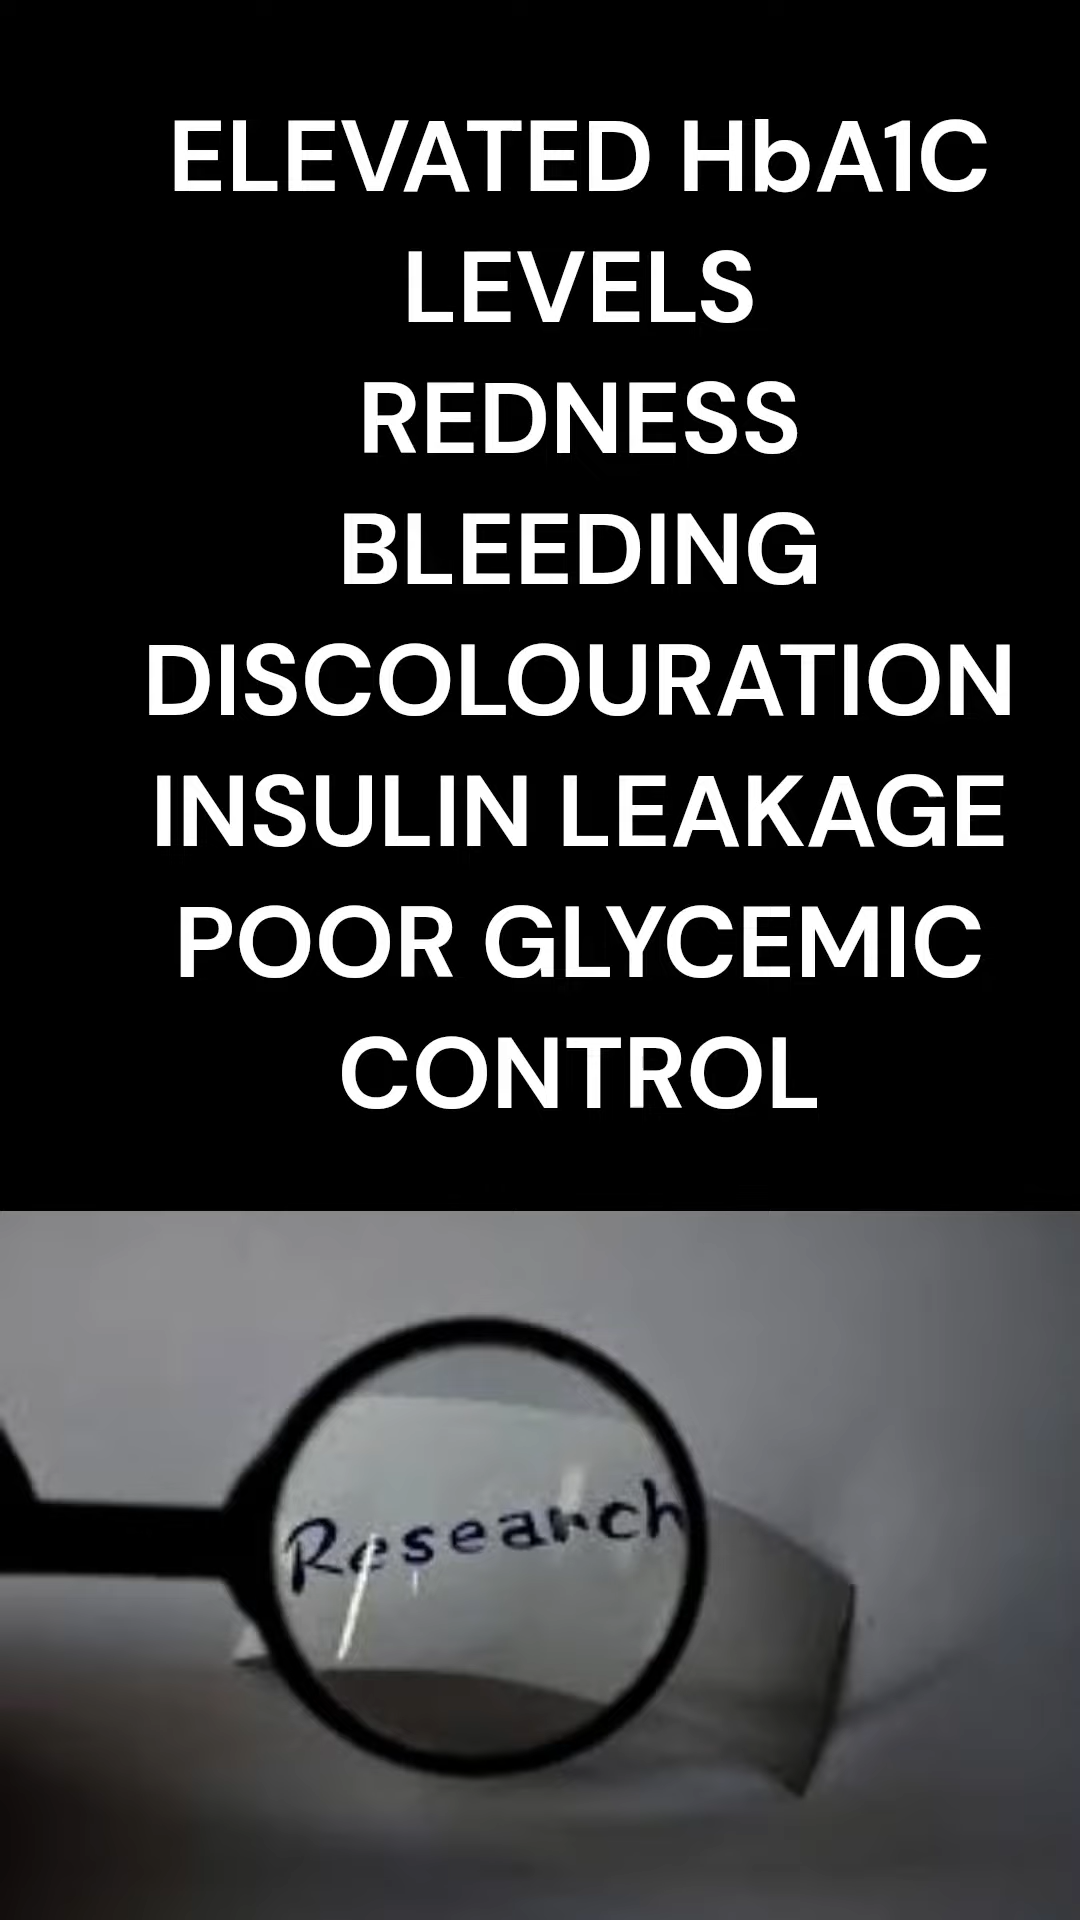 ELEVATED HbA1C
LEVELS
REDNESS
BLEEDING
DISCOLOURATION
INSULIN LEAKAGE
POOR GLYCEMIC
CONTROL
Research